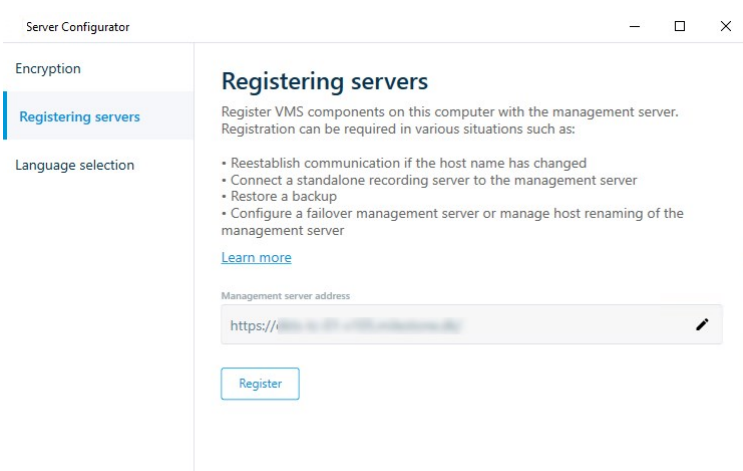 Server Configurator
Encryption
Registering servers
Language selection
Registering servers
Register VMS components on this computer with the management server.
Registration can be required in various situations such as:
• Reestablish communication if the host name has changed
• Connect a standalone recording server to the management server
• Restore a backup
• Configure a failover management server or manage host renaming of the
management server
Learn more
Management server address
https://
Register